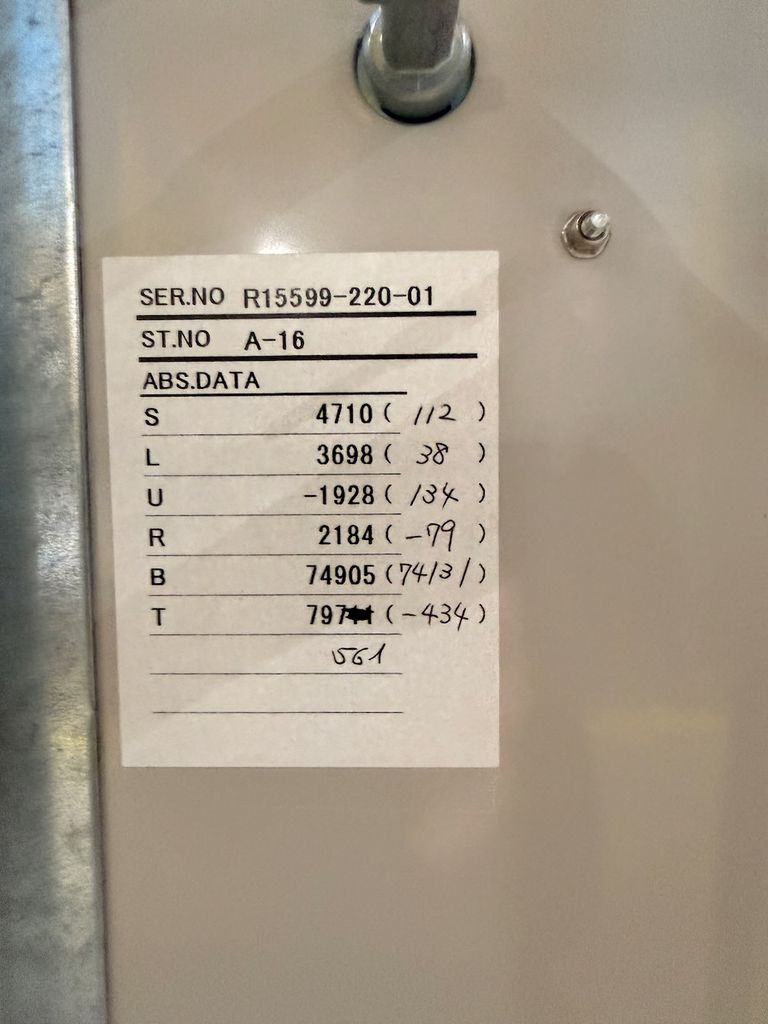 SER.NO R15599-220-01
ST.NO A-16
ABS.DATA
S 4710 ( 112 )
L 3698 ( 38 )
U -1928 ( 134 )
R 2184 ( -79 )
B 74905 ( 74131 )
T 797 ( -434 )
561